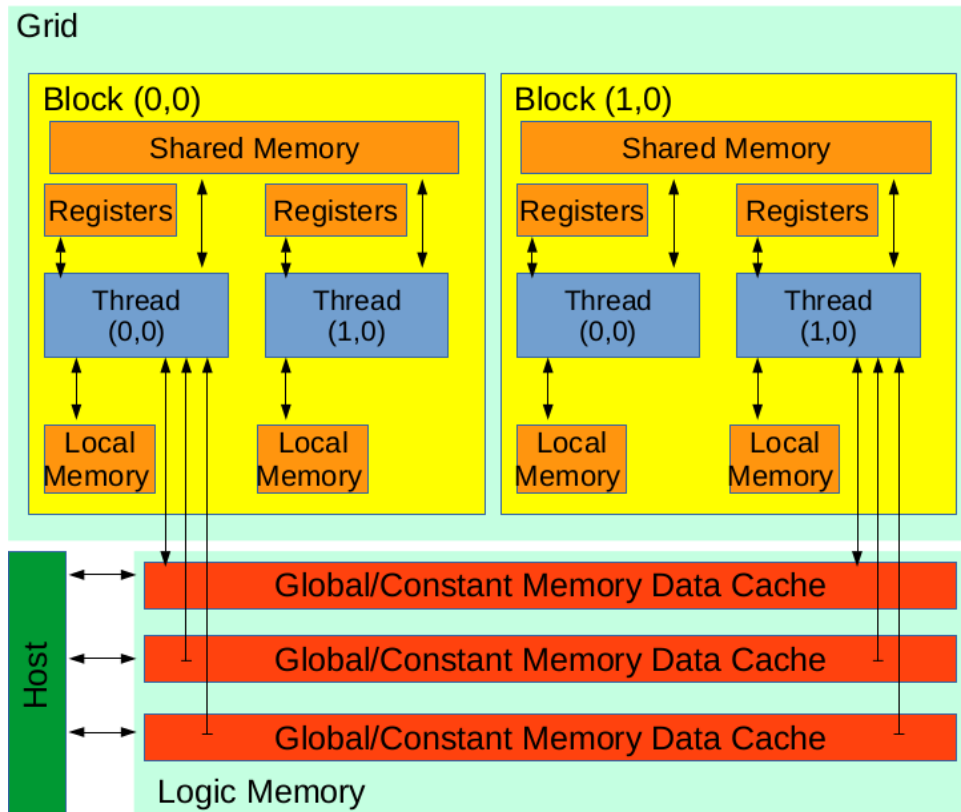 Grid
Block (0,0)
Shared Memory
Registers
Registers
Thread
(0,0)
Thread
(1,0)
Local
Memory
Local
Memory
Block (1,0)
Shared Memory
Registers
Registers
Thread
(0,0)
Thread
(1,0)
Local
Memory
Local
Memory
Host
Global/Constant Memory Data Cache
Global/Constant Memory Data Cache
Global/Constant Memory Data Cache
Logic Memory